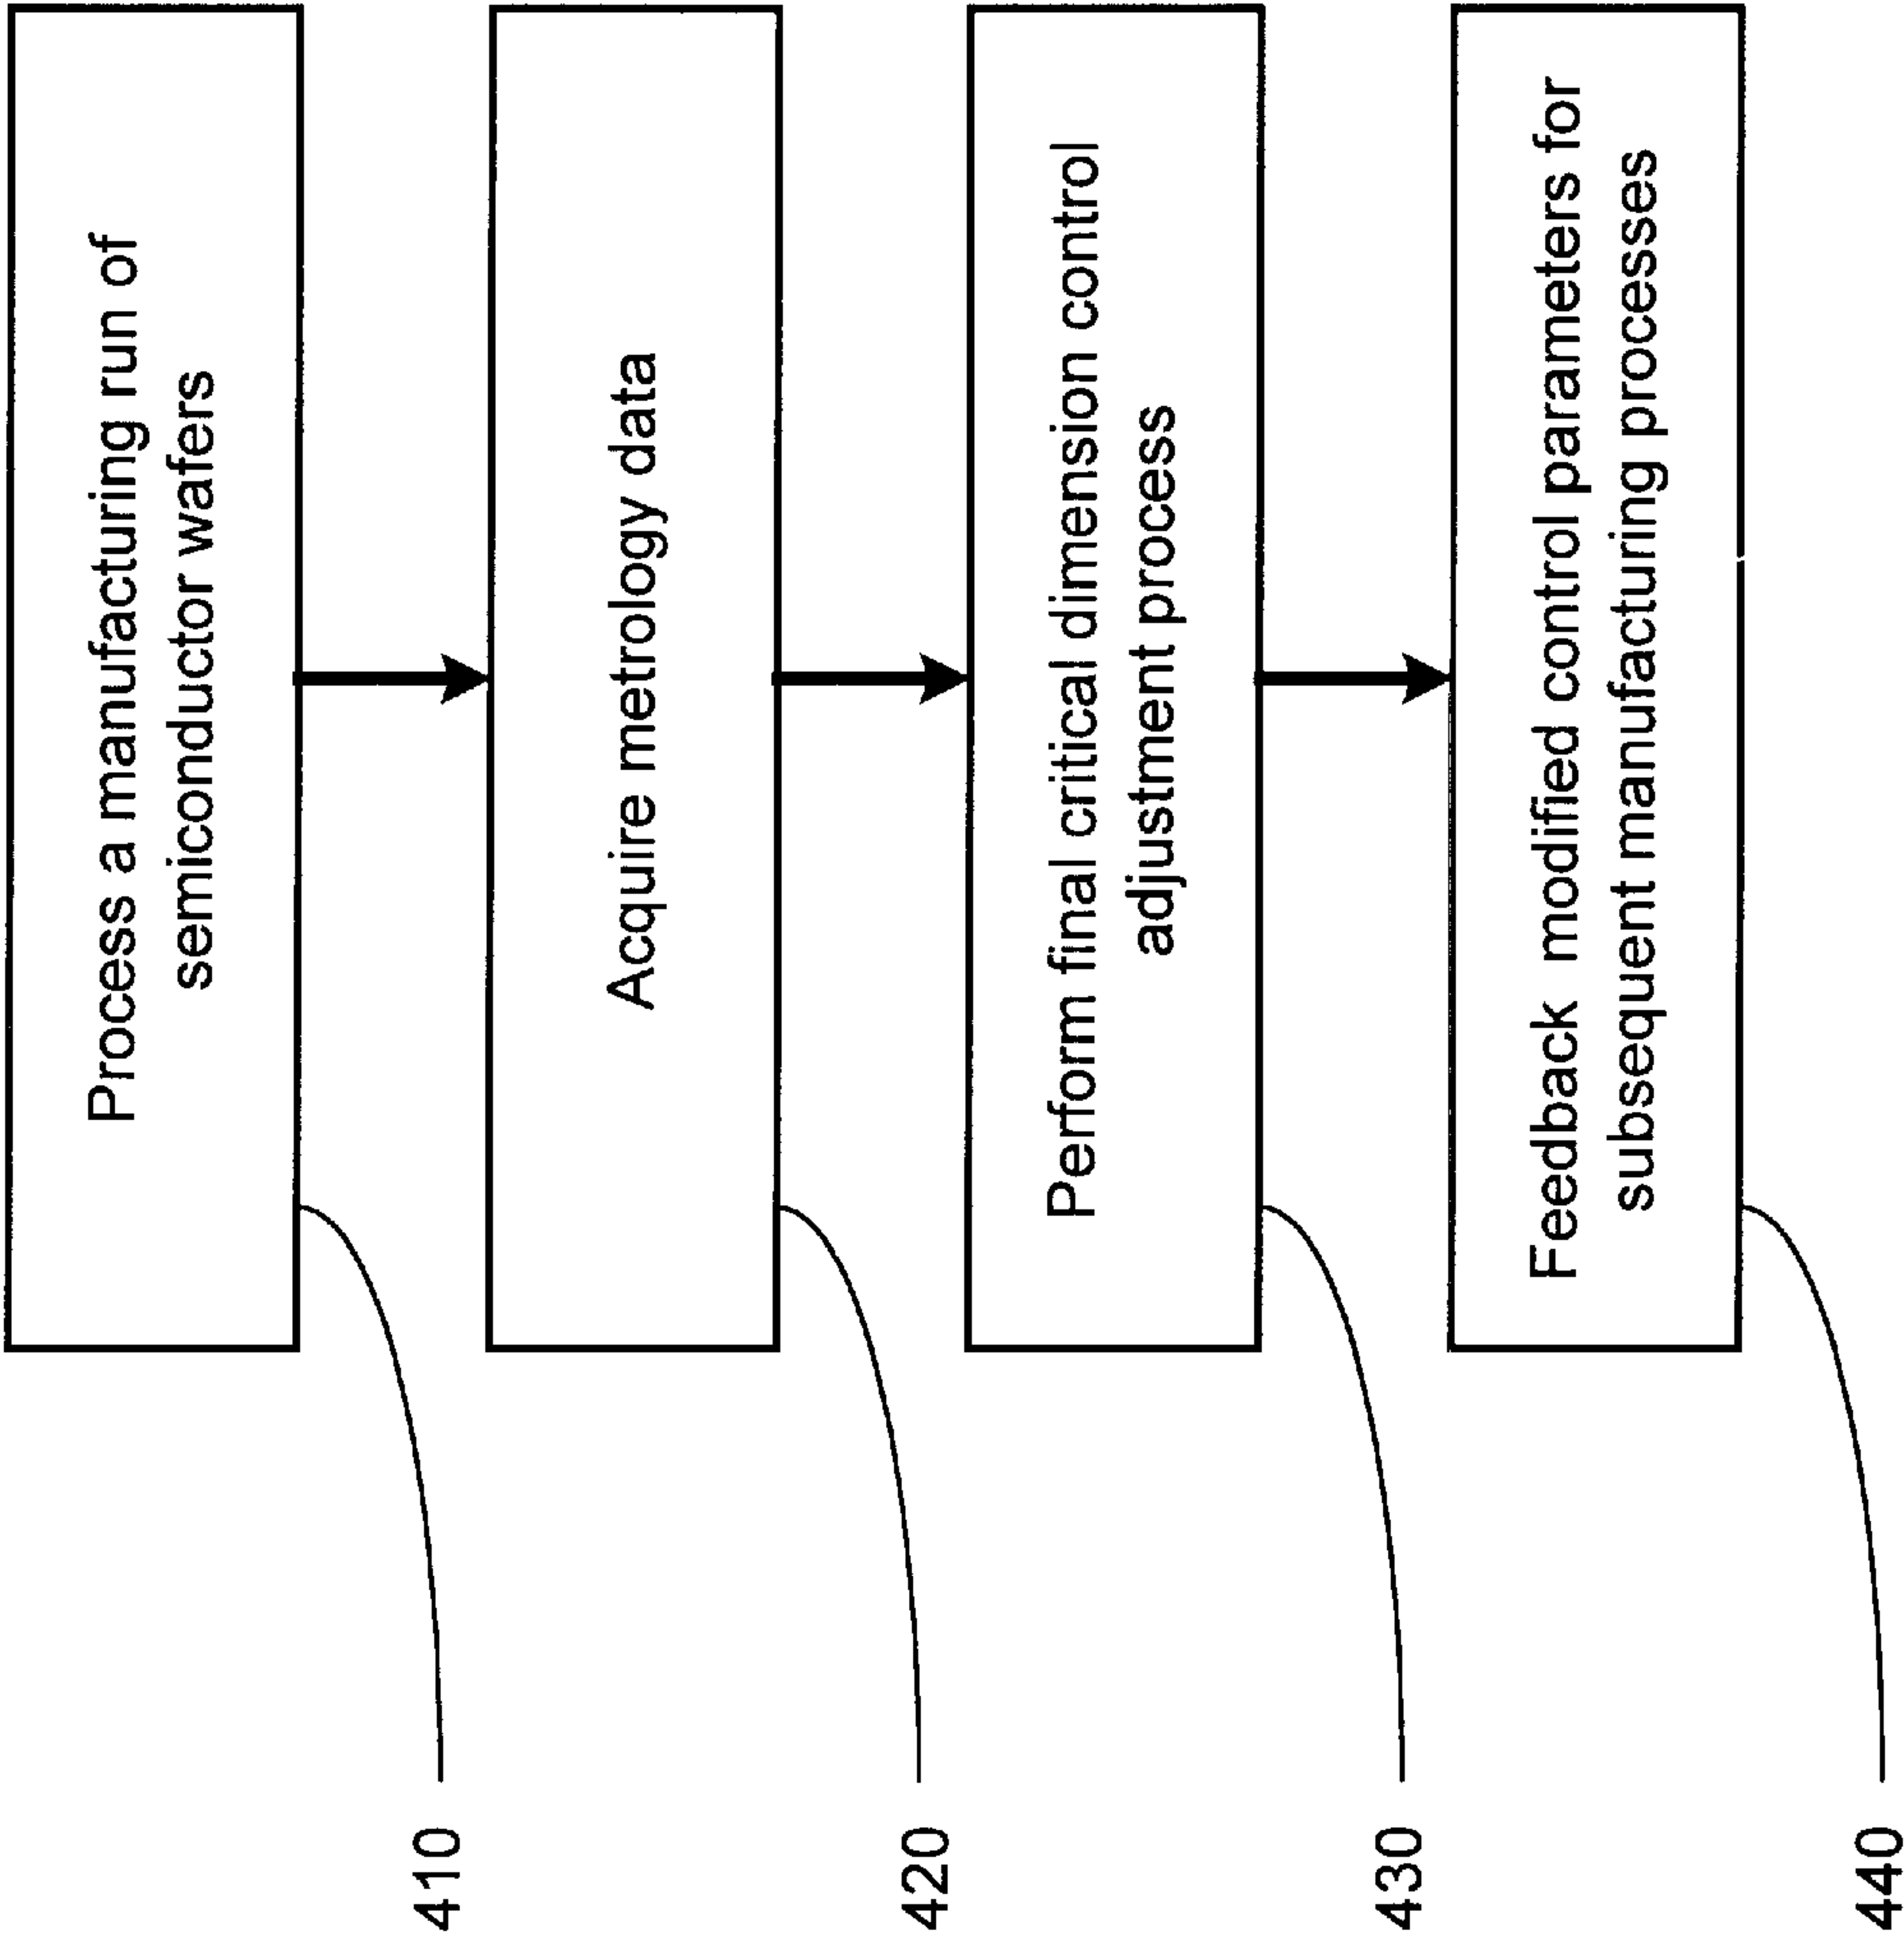 Process a manufacturing run of
semiconductor wafers
410
Acquire metrology data
420
Perform final critical dimension control
adjustment process
430
Feedback modified control parameters for
subsequent manufacturing processes
440